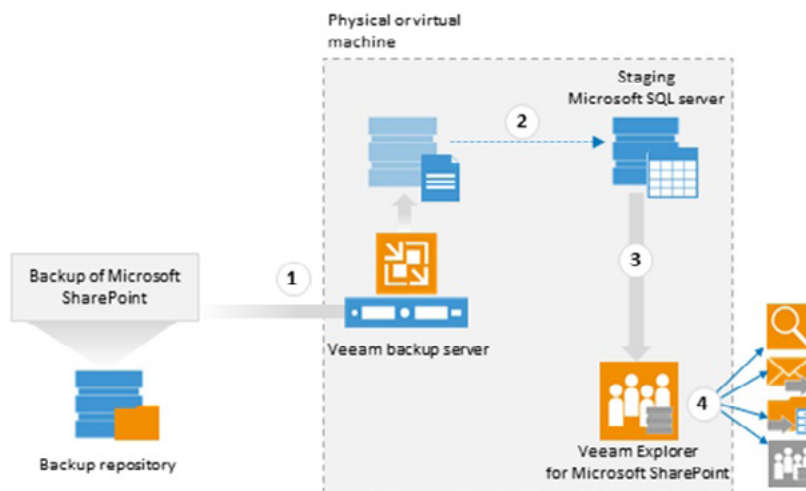 Physical or virtual
machine
Staging
Microsoft SQL server
2
Backup of Microsoft
SharePoint
1
3
Veeam backup server
4
Backup repository
Veeam Explorer
for Microsoft SharePoint